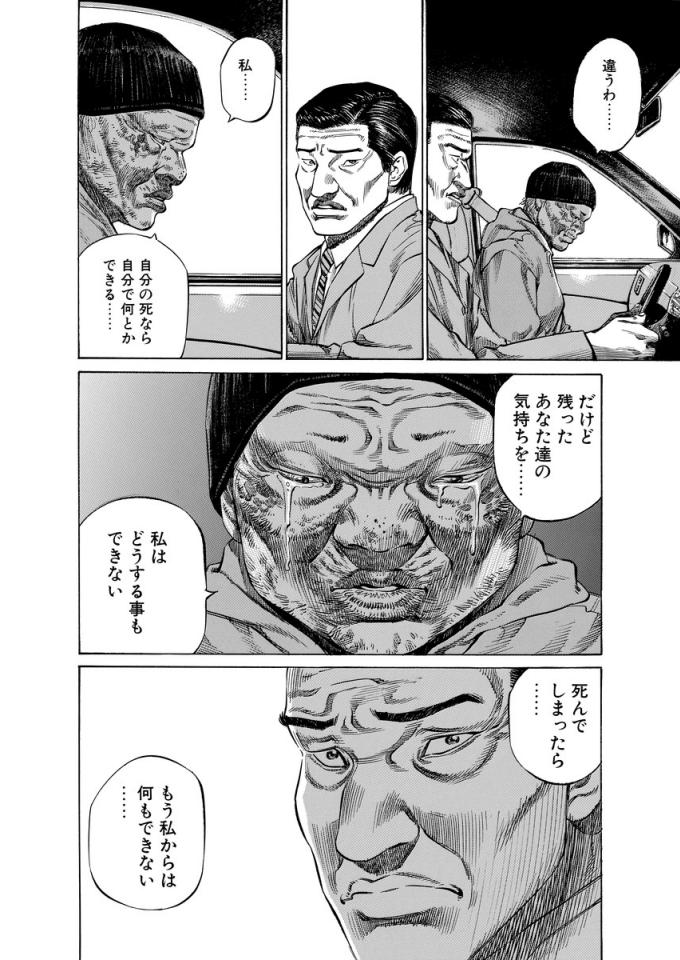 違うわ……
私……
自分の死なら
自分で何とか
できる……
だけど
残った
あなた達の
気持ちを……
私は
どうする事も
できない
死んで
しまったら
……
もう私からは
何もできない
……